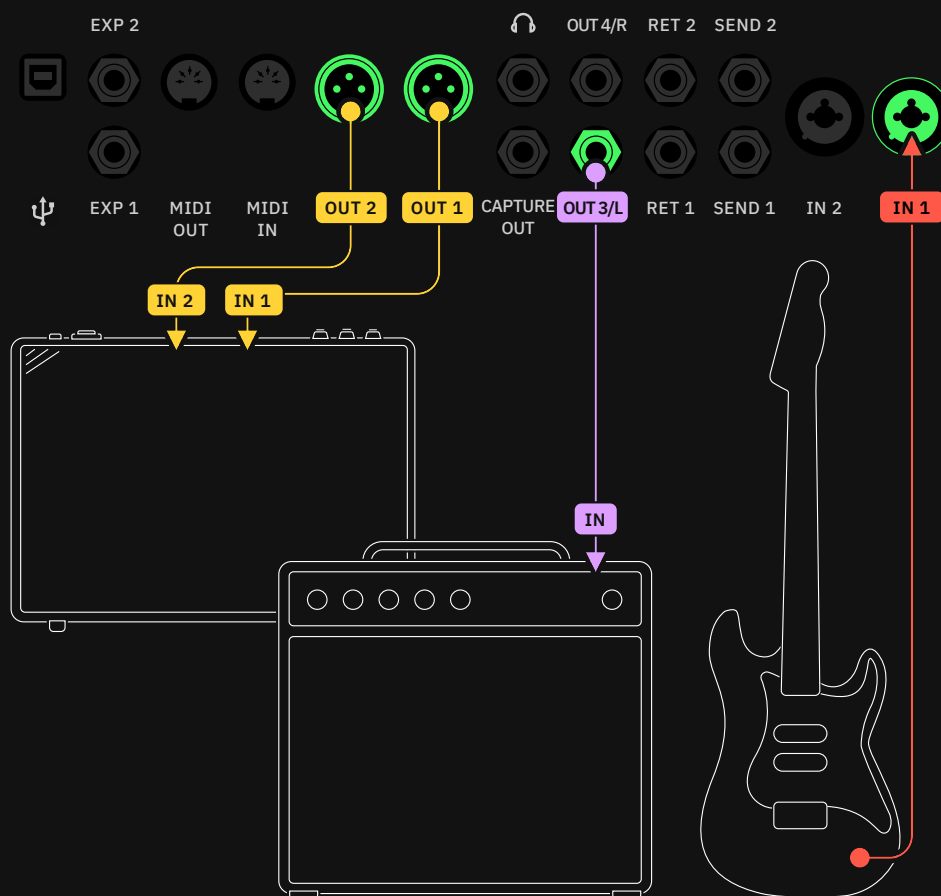 EXP 2
OUT 4/R
RET 2
SEND 2
EXP 1
MIDI
OUT
MIDI
IN
OUT 2
OUT 1
CAPTURE
OUT
OUT 3/L
RET 1
SEND 1
IN 2
IN 1
IN 2
IN 1
IN